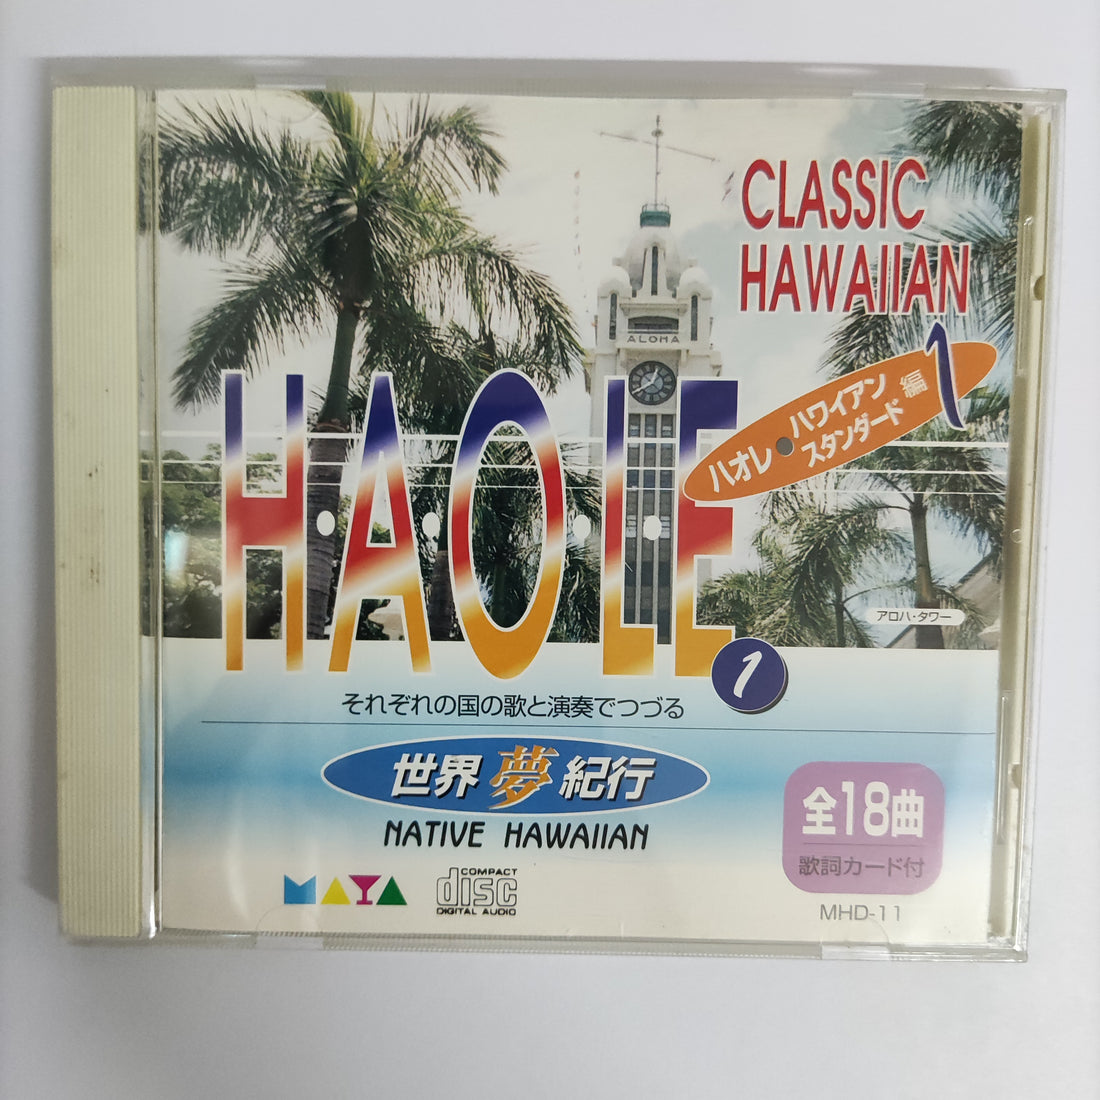 CLASSIC
HAWAIIAN
ALOHA
H・A・O・LE
1
ハオレ・ハワイアン
スタンダード 編 1
アロハ・タワー
それぞれの国の歌と演奏でつづる
世界夢紀行
NATIVE HAWAIIAN
全18曲
歌詞カード付
MAYA
COMPACT
disc
DIGITAL AUDIO
MHD-11